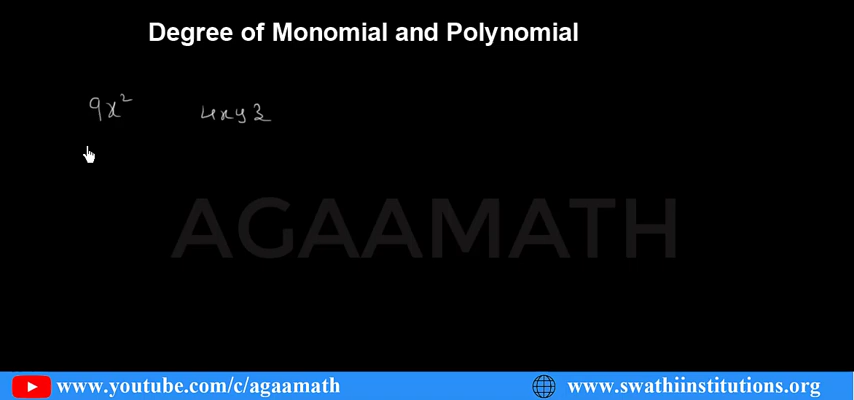 Degree of Monomial and Polynomial
9x² 4xyz
AGAAMATH
www.youtube.com/c/agaamath www.swathiinstitutions.org